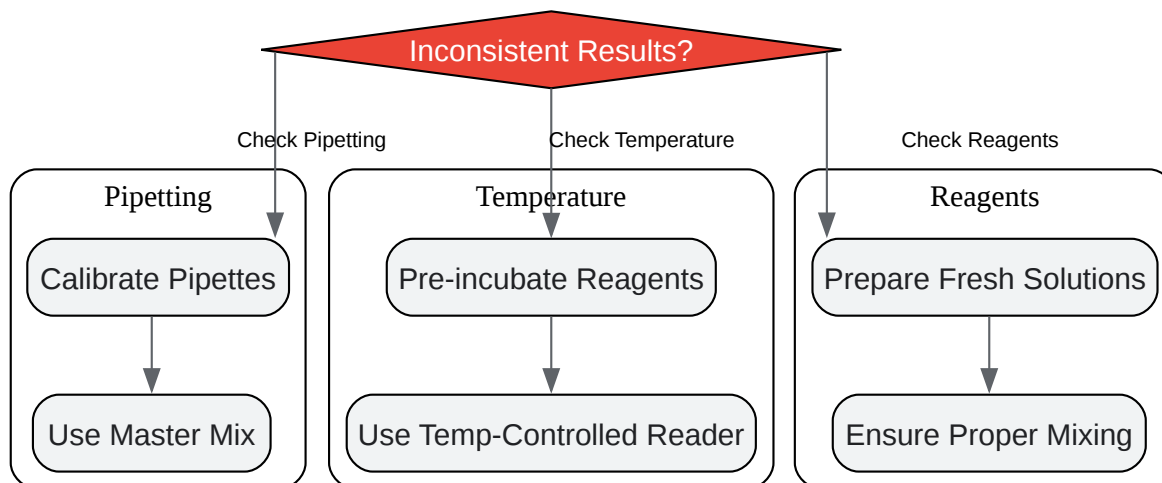 Inconsistent Results?
Check Pipetting
Check Temperature
Check Reagents
Pipetting
Temperature
Reagents
Calibrate Pipettes
Pre-incubate Reagents
Prepare Fresh Solutions
Use Master Mix
Use Temp-Controlled Reader
Ensure Proper Mixing